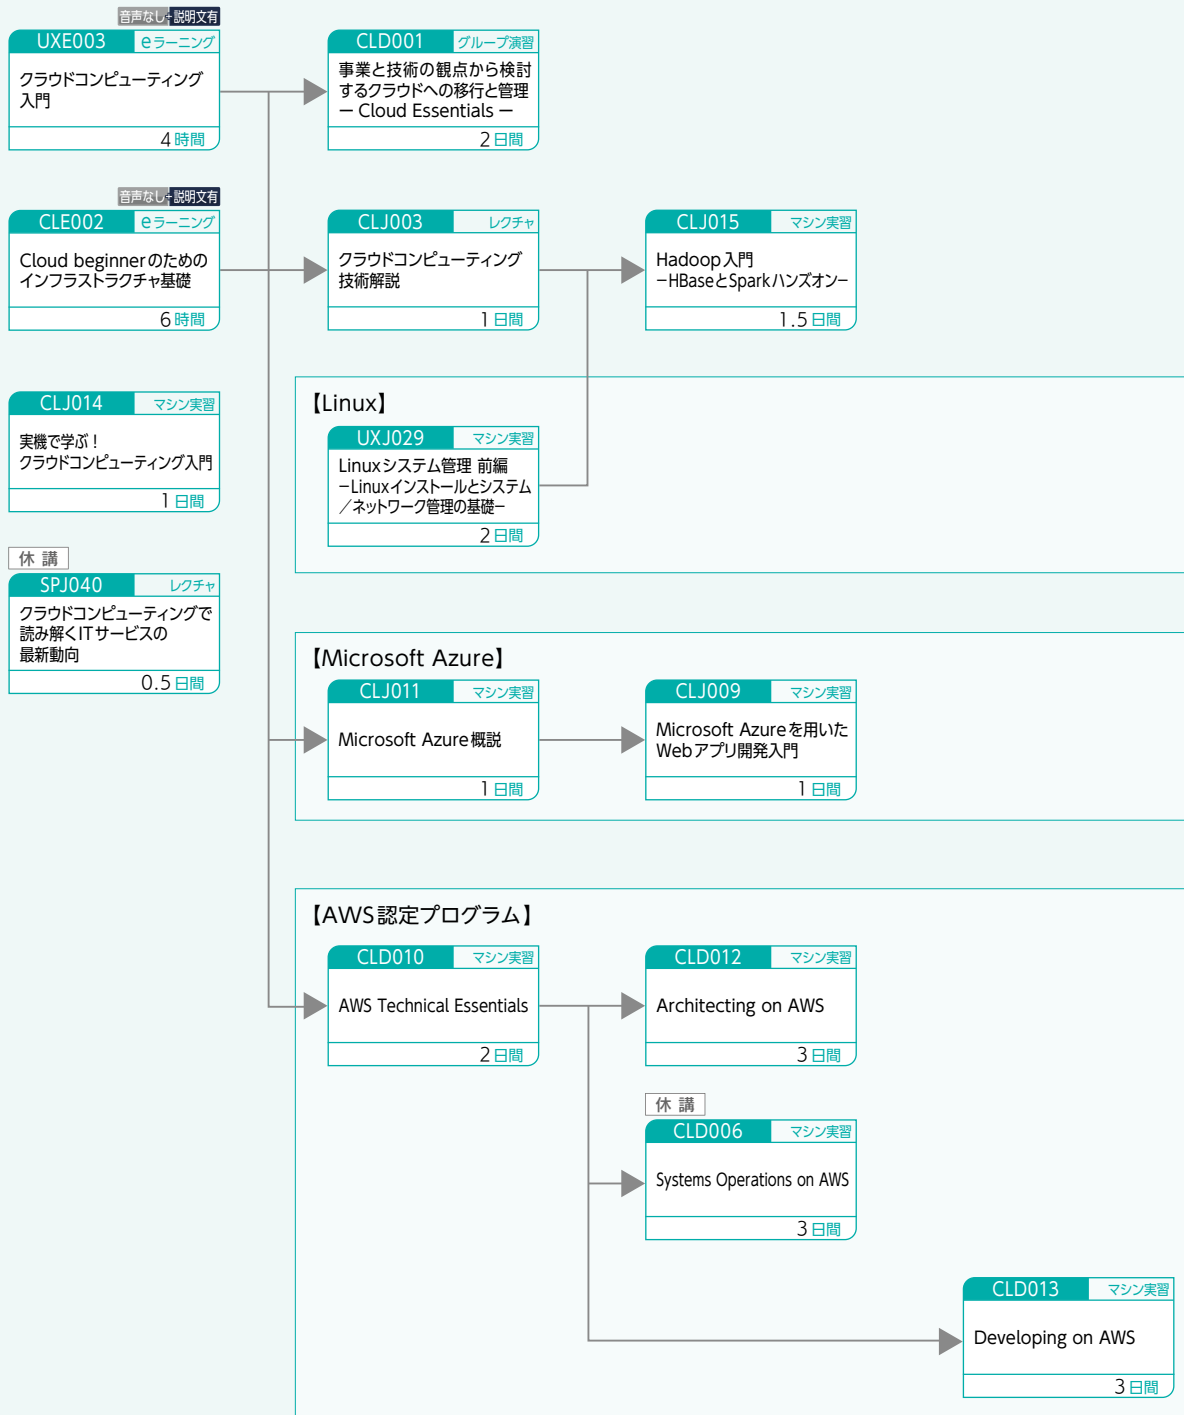 音声なし+説明文有
UXE003 eラーニング
クラウドコンピューティング
入門
4時間
CLD001 グループ演習
事業と技術の観点から検討
するクラウドへの移行と管理
ー Cloud Essentials ー
2日間
音声なし+説明文有
CLE002 eラーニング
Cloud beginnerのための
インフラストラクチャ基礎
6時間
CLJ003 レクチャ
クラウドコンピューティング
技術解説
1日間
CLJ015 マシン実習
Hadoop入門
−HBaseとSparkハンズオン−
1.5日間
CLJ014 マシン実習
実機で学ぶ！
クラウドコンピューティング入門
1日間
【Linux】
UXJ029 マシン実習
Linuxシステム管理 前編
−Linuxインストールとシステム
／ネットワーク管理の基礎−
2日間
休 講
SPJ040 レクチャ
クラウドコンピューティングで
読み解くITサービスの
最新動向
0.5日間
【Microsoft Azure】
CLJ011 マシン実習
Microsoft Azure概説
1日間
CLJ009 マシン実習
Microsoft Azureを用いた
Webアプリ開発入門
1日間
【AWS認定プログラム】
CLD010 マシン実習
AWS Technical Essentials
2日間
CLD012 マシン実習
Architecting on AWS
3日間
休 講
CLD006 マシン実習
Systems Operations on AWS
3日間
CLD013 マシン実習
Developing on AWS
3日間